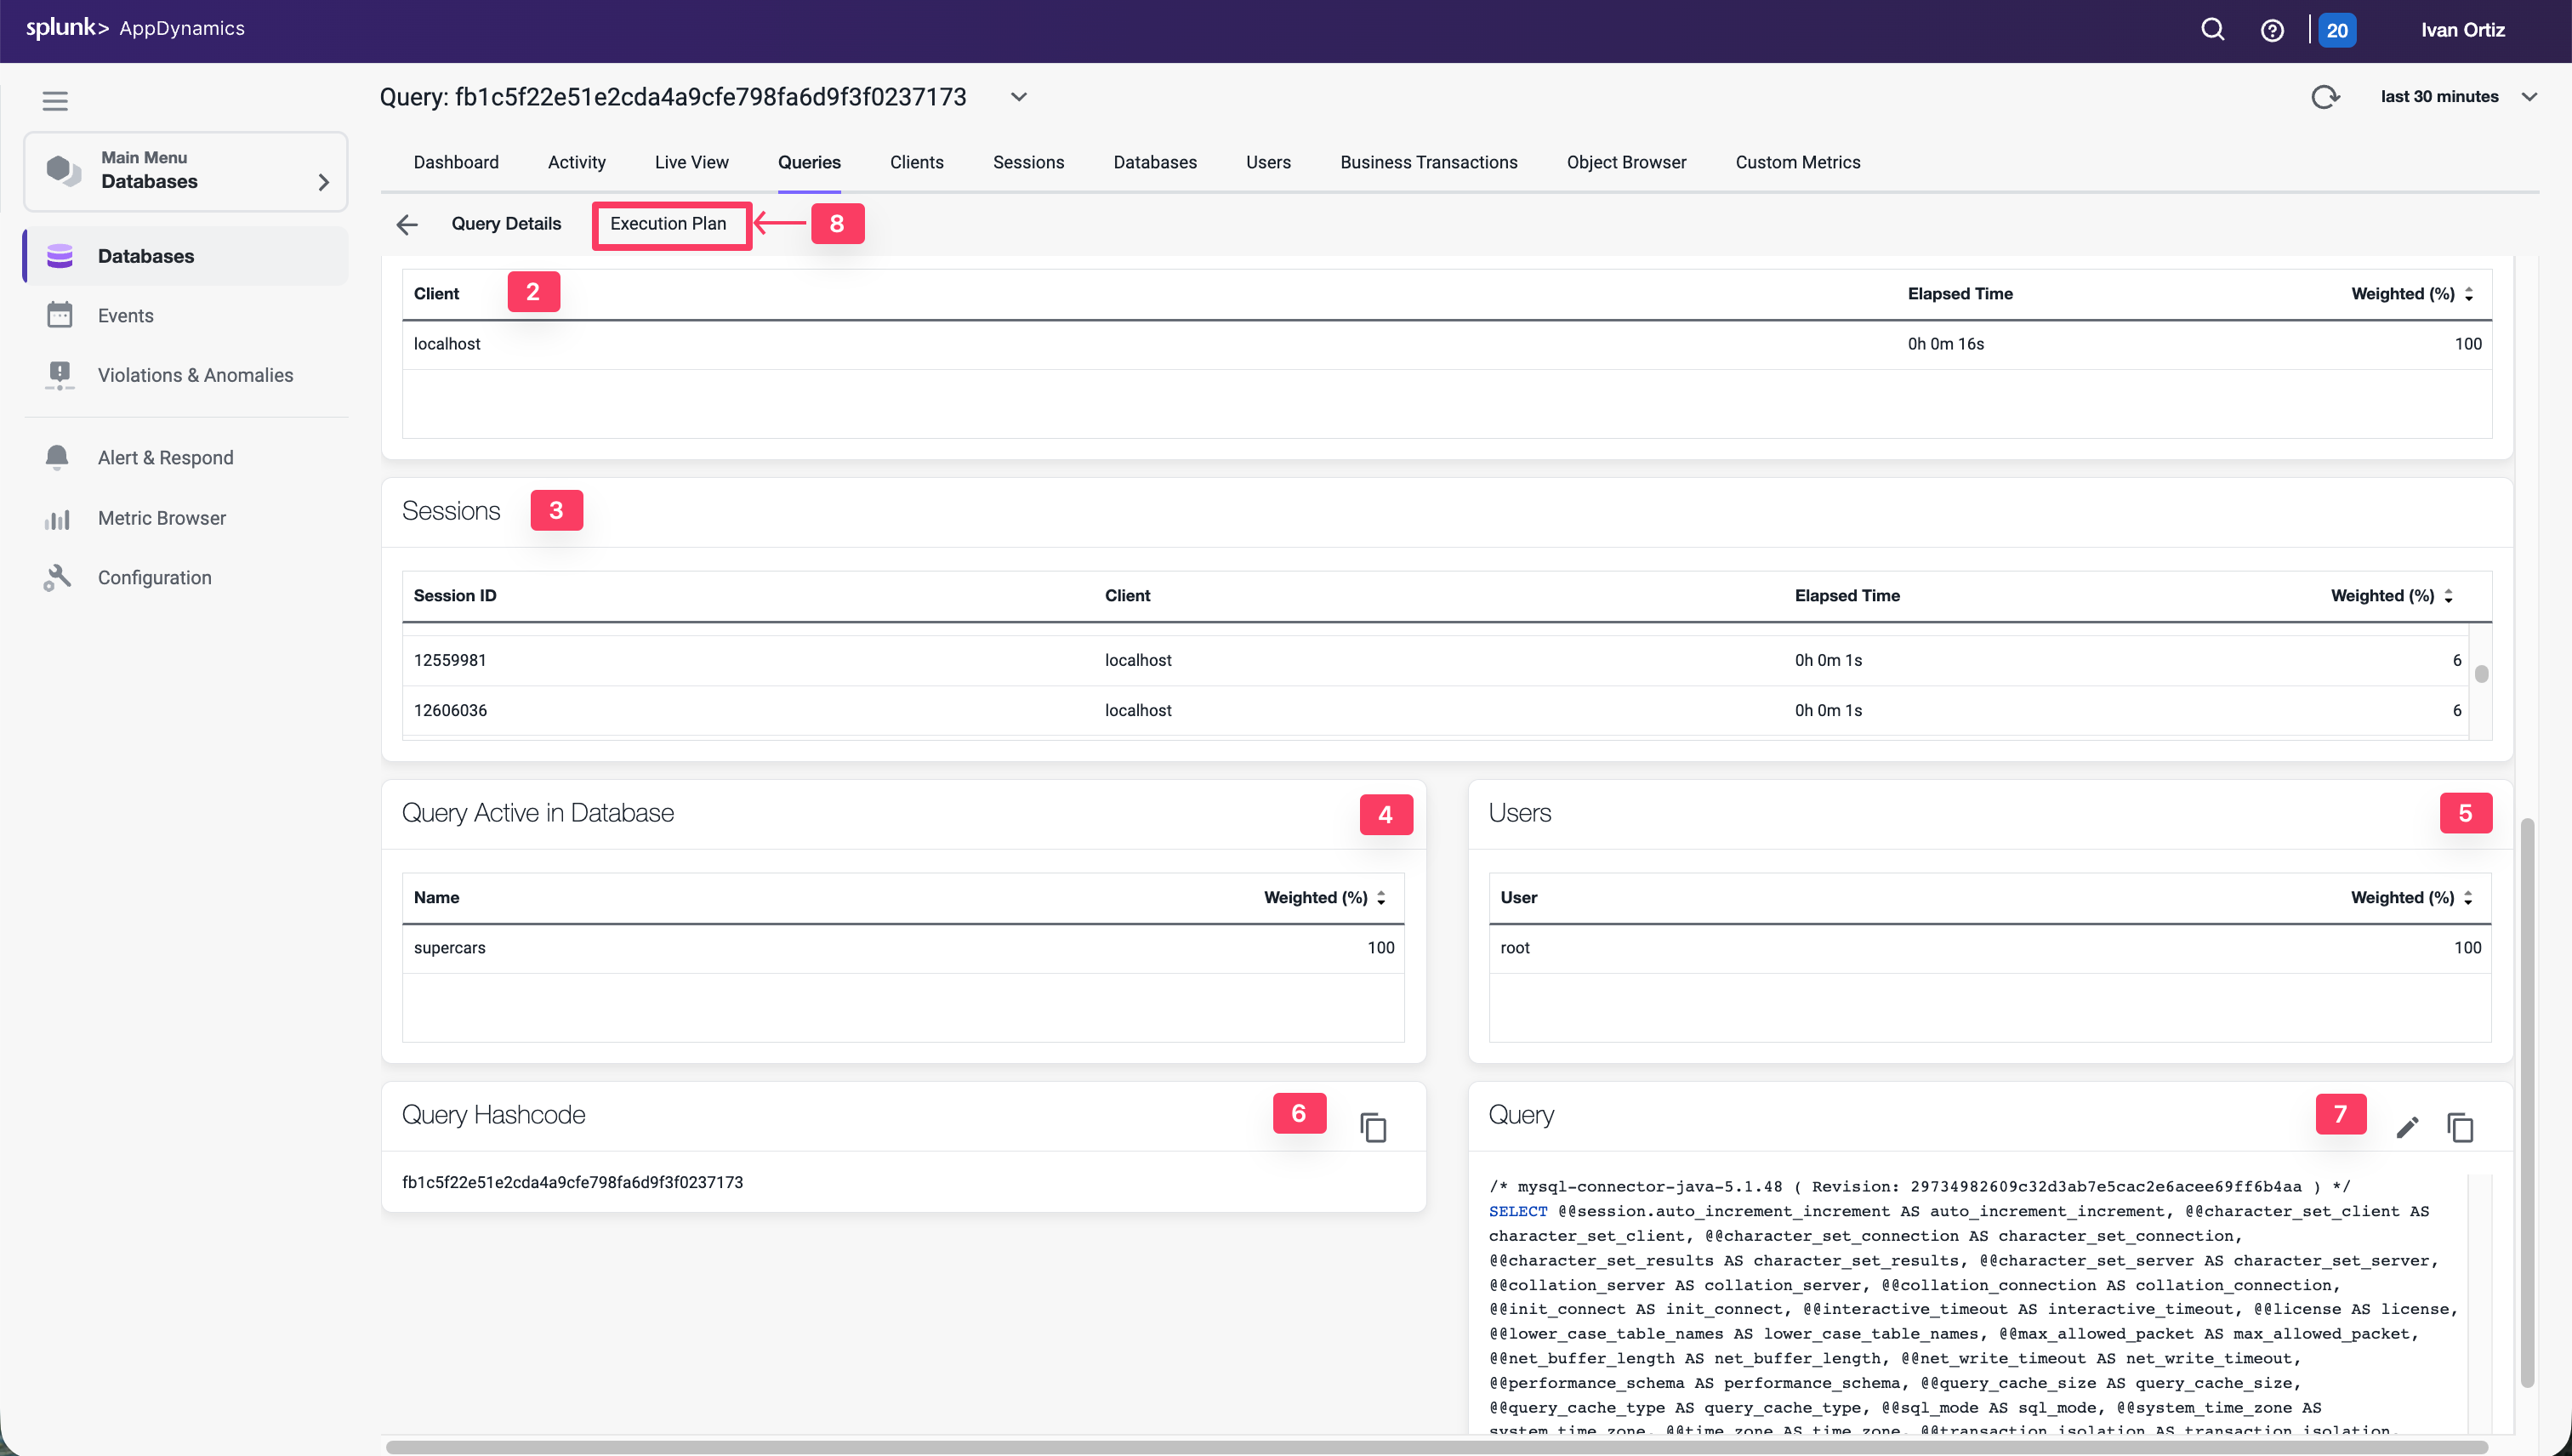 splunk> AppDynamics
20
Ivan Ortiz
Query: fb1c5f22e51e2cda4a9cfe798fa6d9f3f0237173
last 30 minutes
Main Menu
Databases
Databases
Events
Violations & Anomalies
Alert & Respond
Metric Browser
Configuration
Dashboard Activity Live View Queries Clients Sessions Databases Users Business Transactions Object Browser Custom Metrics
Query Details Execution Plan 8
Client 2 Elapsed Time Weighted (%)
localhost 0h 0m 16s 100
Sessions 3
Session ID Client Elapsed Time Weighted (%)
12559981 localhost 0h 0m 1s 6
12606036 localhost 0h 0m 1s 6
Query Active in Database 4
Name Weighted (%)
supercars 100
Users 5
User Weighted (%)
root 100
Query Hashcode 6
fb1c5f22e51e2cda4a9cfe798fa6d9f3f0237173
Query 7
/* mysql-connector-java-5.1.48 ( Revision: 29734982609c32d3ab7e5cac2e6acee69ff6b4aa ) */
SELECT @@session.auto_increment_increment AS auto_increment_increment, @@character_set_client AS
character_set_client, @@character_set_connection AS character_set_connection,
@@character_set_results AS character_set_results, @@character_set_server AS character_set_server,
@@collation_server AS collation_server, @@collation_connection AS collation_connection,
@@init_connect AS init_connect, @@interactive_timeout AS interactive_timeout, @@license AS license,
@@lower_case_table_names AS lower_case_table_names, @@max_allowed_packet AS max_allowed_packet,
@@net_buffer_length AS net_buffer_length, @@net_write_timeout AS net_write_timeout,
@@performance_schema AS performance_schema, @@query_cache_size AS query_cache_size,
@@query_cache_type AS query_cache_type, @@sql_mode AS sql_mode, @@system_time_zone AS
system_time_zone, @@time_zone AS time_zone, @@transaction_isolation AS transaction_isolation,